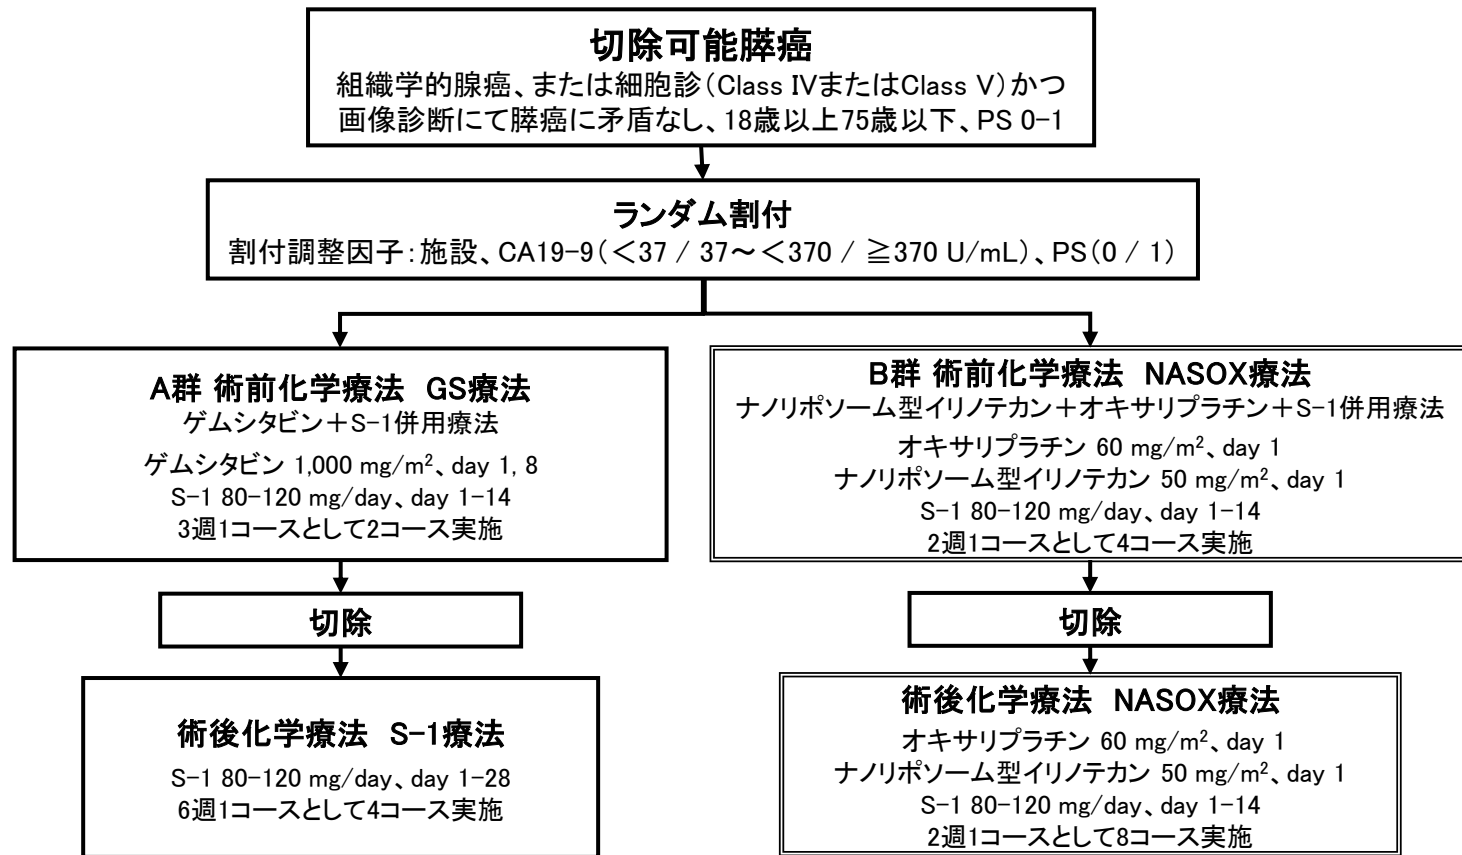 切除可能膵癌
組織学的腺癌、または細胞診（Class IVまたはClass V）かつ
画像診断にて膵癌に矛盾なし、18歳以上75歳以下、PS 0-1
ランダム割付
割付調整因子：施設、CA19-9（＜37 / 37～＜370 / ≧370 U/mL）、PS（0 / 1）
A群 術前化学療法　GS療法
ゲムシタビン＋S-1併用療法
ゲムシタビン 1,000 mg/m²、day 1, 8
S-1 80-120 mg/day、day 1-14
3週1コースとして2コース実施
B群 術前化学療法　NASOX療法
ナノリポソーム型イリノテカン＋オキサリプラチン＋S-1併用療法
オキサリプラチン 60 mg/m²、day 1
ナノリポソーム型イリノテカン 50 mg/m²、day 1
S-1 80-120 mg/day、day 1-14
2週1コースとして4コース実施
切除
切除
術後化学療法　S-1療法
S-1 80-120 mg/day、day 1-28
6週1コースとして4コース実施
術後化学療法　NASOX療法
オキサリプラチン 60 mg/m²、day 1
ナノリポソーム型イリノテカン 50 mg/m²、day 1
S-1 80-120 mg/day、day 1-14
2週1コースとして8コース実施